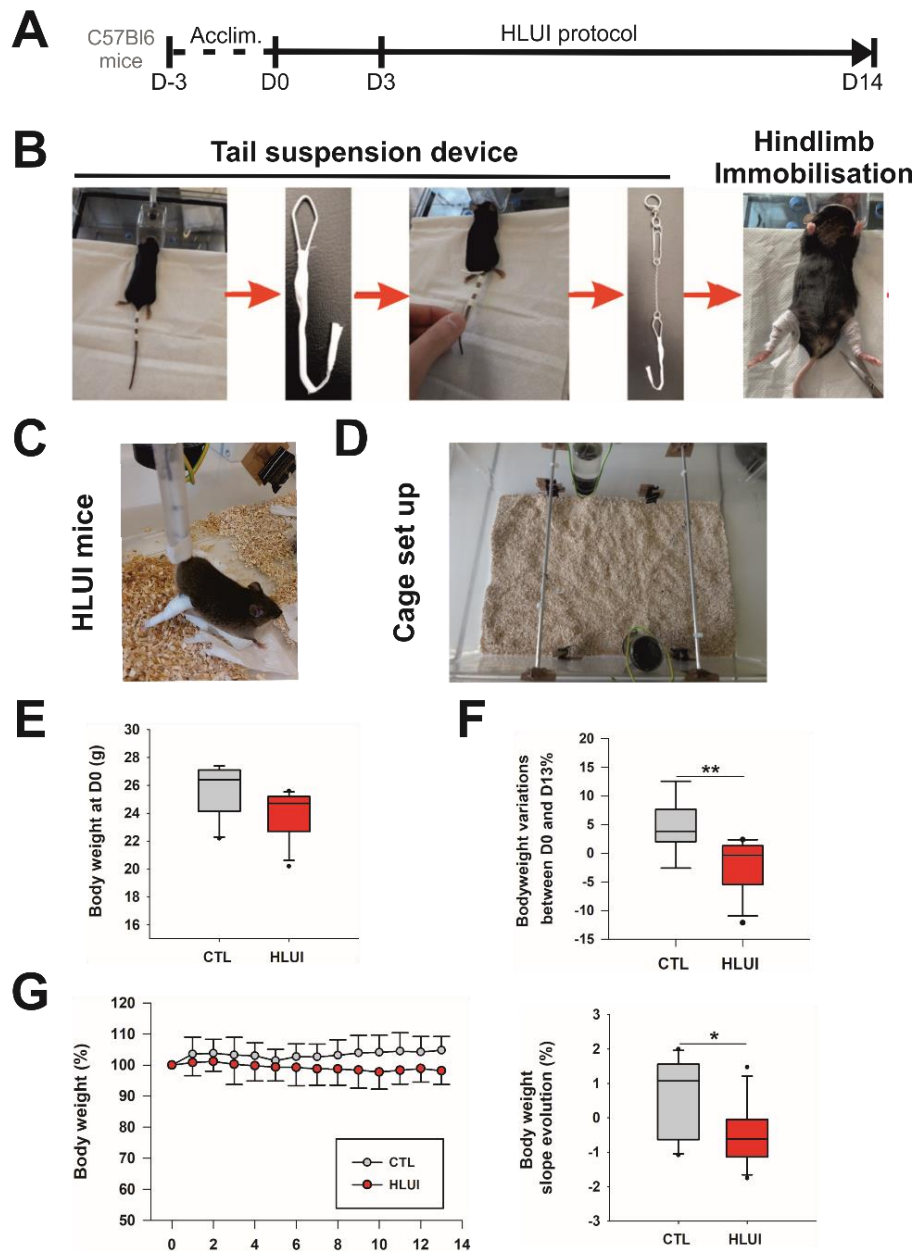 A
C57Bl6
mice
Acclim.
HLUI protocol
D-3
D0
D3
D14
B
Tail suspension device
Hindlimb
Immobilisation
C
HLUI mice
D
Cage set up
E
Body weight at D0 (g)
30
28
26
24
22
20
18
16
CTL
HLUI
F
Bodyweight variations
between D0 and D13%
20
15
10
5
0
-5
-10
-15
**
CTL
HLUI
G
Body weight (%)
120
110
100
90
80
70
60
50
0
2
4
6
8
10
12
14
CTL
HLUI
Body weight
slope evolution (%)
3
2
1
0
-1
-2
-3
*
CTL
HLUI